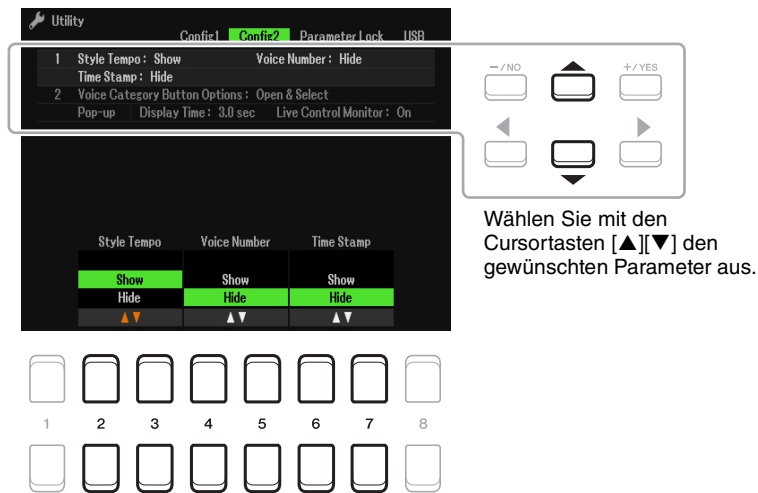 Utility
Config1 Config2 Parameter Lock USB
1 Style Tempo : Show Voice Number : Hide
Time Stamp : Hide
2 Voice Category Button Options : Open & Select
Pop-up Display Time : 3.0 sec Live Control Monitor : On
−/NO +/YES
Wählen Sie mit den
Cursortasten [▲][▼] den
gewünschten Parameter aus.
Style Tempo Voice Number Time Stamp
Show Show Show
Hide Hide Hide
1 2 3 4 5 6 7 8